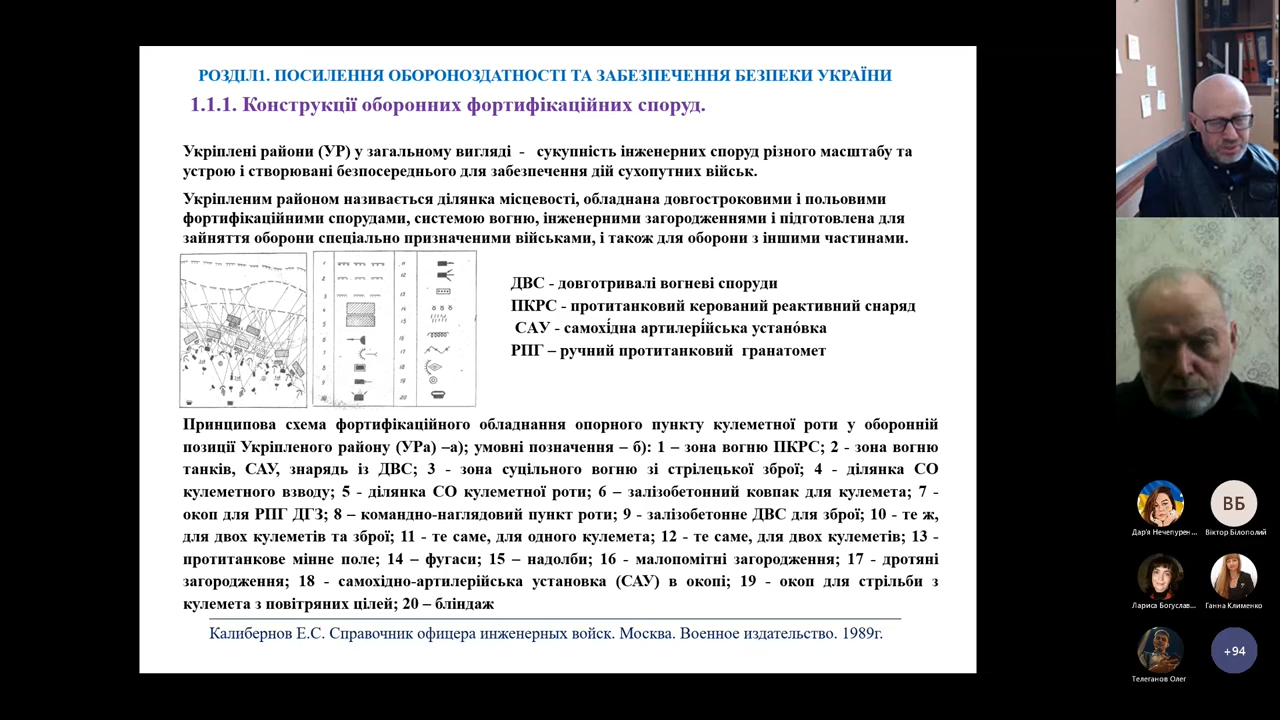 РОЗДІЛ1. ПОСИЛЕННЯ ОБОРОНОЗДАТНОСТІ ТА ЗАБЕЗПЕЧЕННЯ БЕЗПЕКИ УКРАЇНИ
1.1.1. Конструкції оборонних фортифікаційних споруд.
Укріплені райони (УР) у загальному вигляді - сукупність інженерних споруд різного масштабу та
устрою і створювані безпосереднього для забезпечення дій сухопутних військ.
Укріпленим районом називається ділянка місцевості, обладнана довгостроковими і польовими
фортифікаційними спорудами, системою вогню, інженерними загородженнями і підготовлена для
зайняття оборони спеціально призначеними військами, і також для оборони з іншими частинами.
ДВС - довготривалі вогневі споруди
ПКРС - протитанковий керований реактивний снаряд
САУ - самохі́дна артилері́йська устано́вка
РПГ – ручний протитанковий гранатомет
Принципова схема фортифікаційного обладнання опорного пункту кулеметної роти у оборонній
позиції Укріпленого району (УРа) –а); умовні позначення – б): 1 – зона вогню ПКРС; 2 - зона вогню
танків, САУ, знарядь із ДВС; 3 - зона суцільного вогню зі стрілецької зброї; 4 - ділянка СО
кулеметного взводу; 5 - ділянка СО кулеметної роти; 6 – залізобетонний ковпак для кулемета; 7 -
окоп для РПГ ДГЗ; 8 – командно-наглядовий пункт роти; 9 - залізобетонне ДВС для зброї; 10 - те ж,
для двох кулеметів та зброї; 11 - те саме, для одного кулемета; 12 - те саме, для двох кулеметів; 13 -
протитанкове мінне поле; 14 – фугаси; 15 – надолби; 16 - малопомітні загородження; 17 - дротяні
загородження; 18 - самохідно-артилерійська установка (САУ) в окопі; 19 - окоп для стрільби з
кулемета з повітряних цілей; 20 – бліндаж
Калибернов Е.С. Справочник офицера инженерных войск. Москва. Военное издательство. 1989г.
ВБ
Дар'я Нечепурен...
Віктор Білополий
Лариса Богуслав...
Ганна Клименко
Телеганов Олег
+94